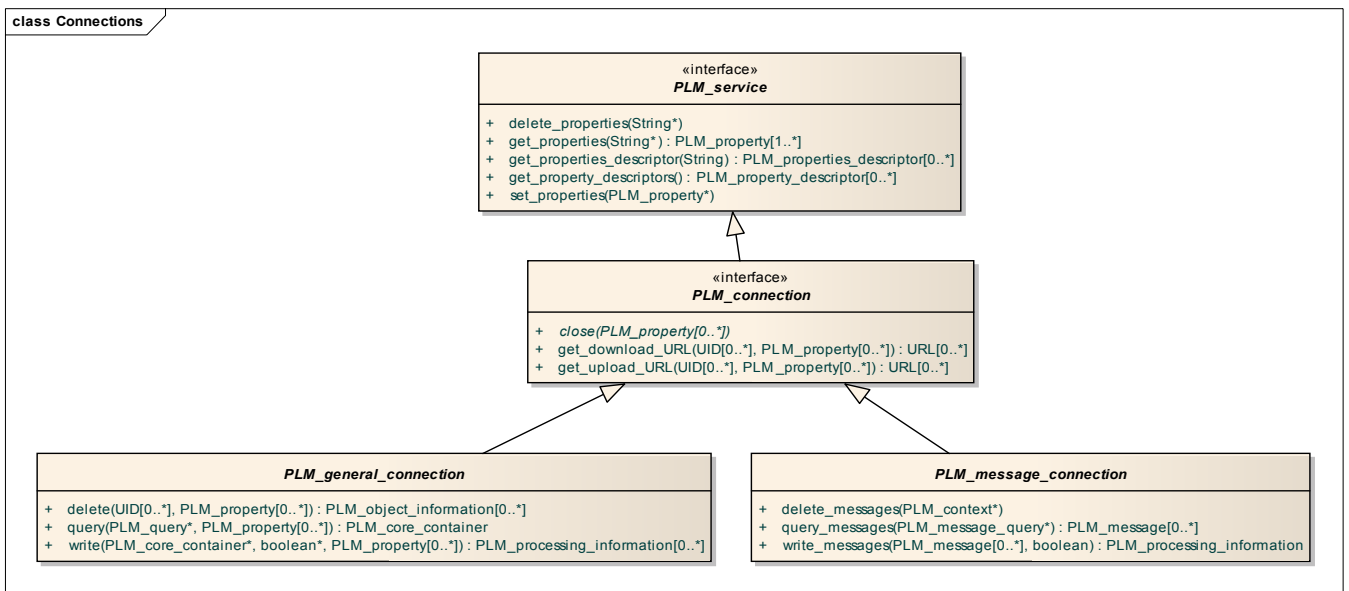 class Connections
«interface»
PLM_service
+ delete_properties(String*)
+ get_properties(String*) : PLM_property[1..*]
+ get_properties_descriptor(String) : PLM_properties_descriptor[0..*]
+ get_property_descriptors() : PLM_property_descriptor[0..*]
+ set_properties(PLM_property*)
«interface»
PLM_connection
+ close(PLM_property[0..*])
+ get_download_URL(UID[0..*], PLM_property[0..*]) : URL[0..*]
+ get_upload_URL(UID[0..*], PLM_property[0..*]) : URL[0..*]
PLM_general_connection
+ delete(UID[0..*], PLM_property[0..*]) : PLM_object_information[0..*]
+ query(PLM_query*, PLM_property[0..*]) : PLM_core_container
+ write(PLM_core_container*, boolean*, PLM_property[0..*]) : PLM_processing_information[0..*]
PLM_message_connection
+ delete_messages(PLM_context*)
+ query_messages(PLM_message_query*) : PLM_message[0..*]
+ write_messages(PLM_message[0..*], boolean) : PLM_processing_information